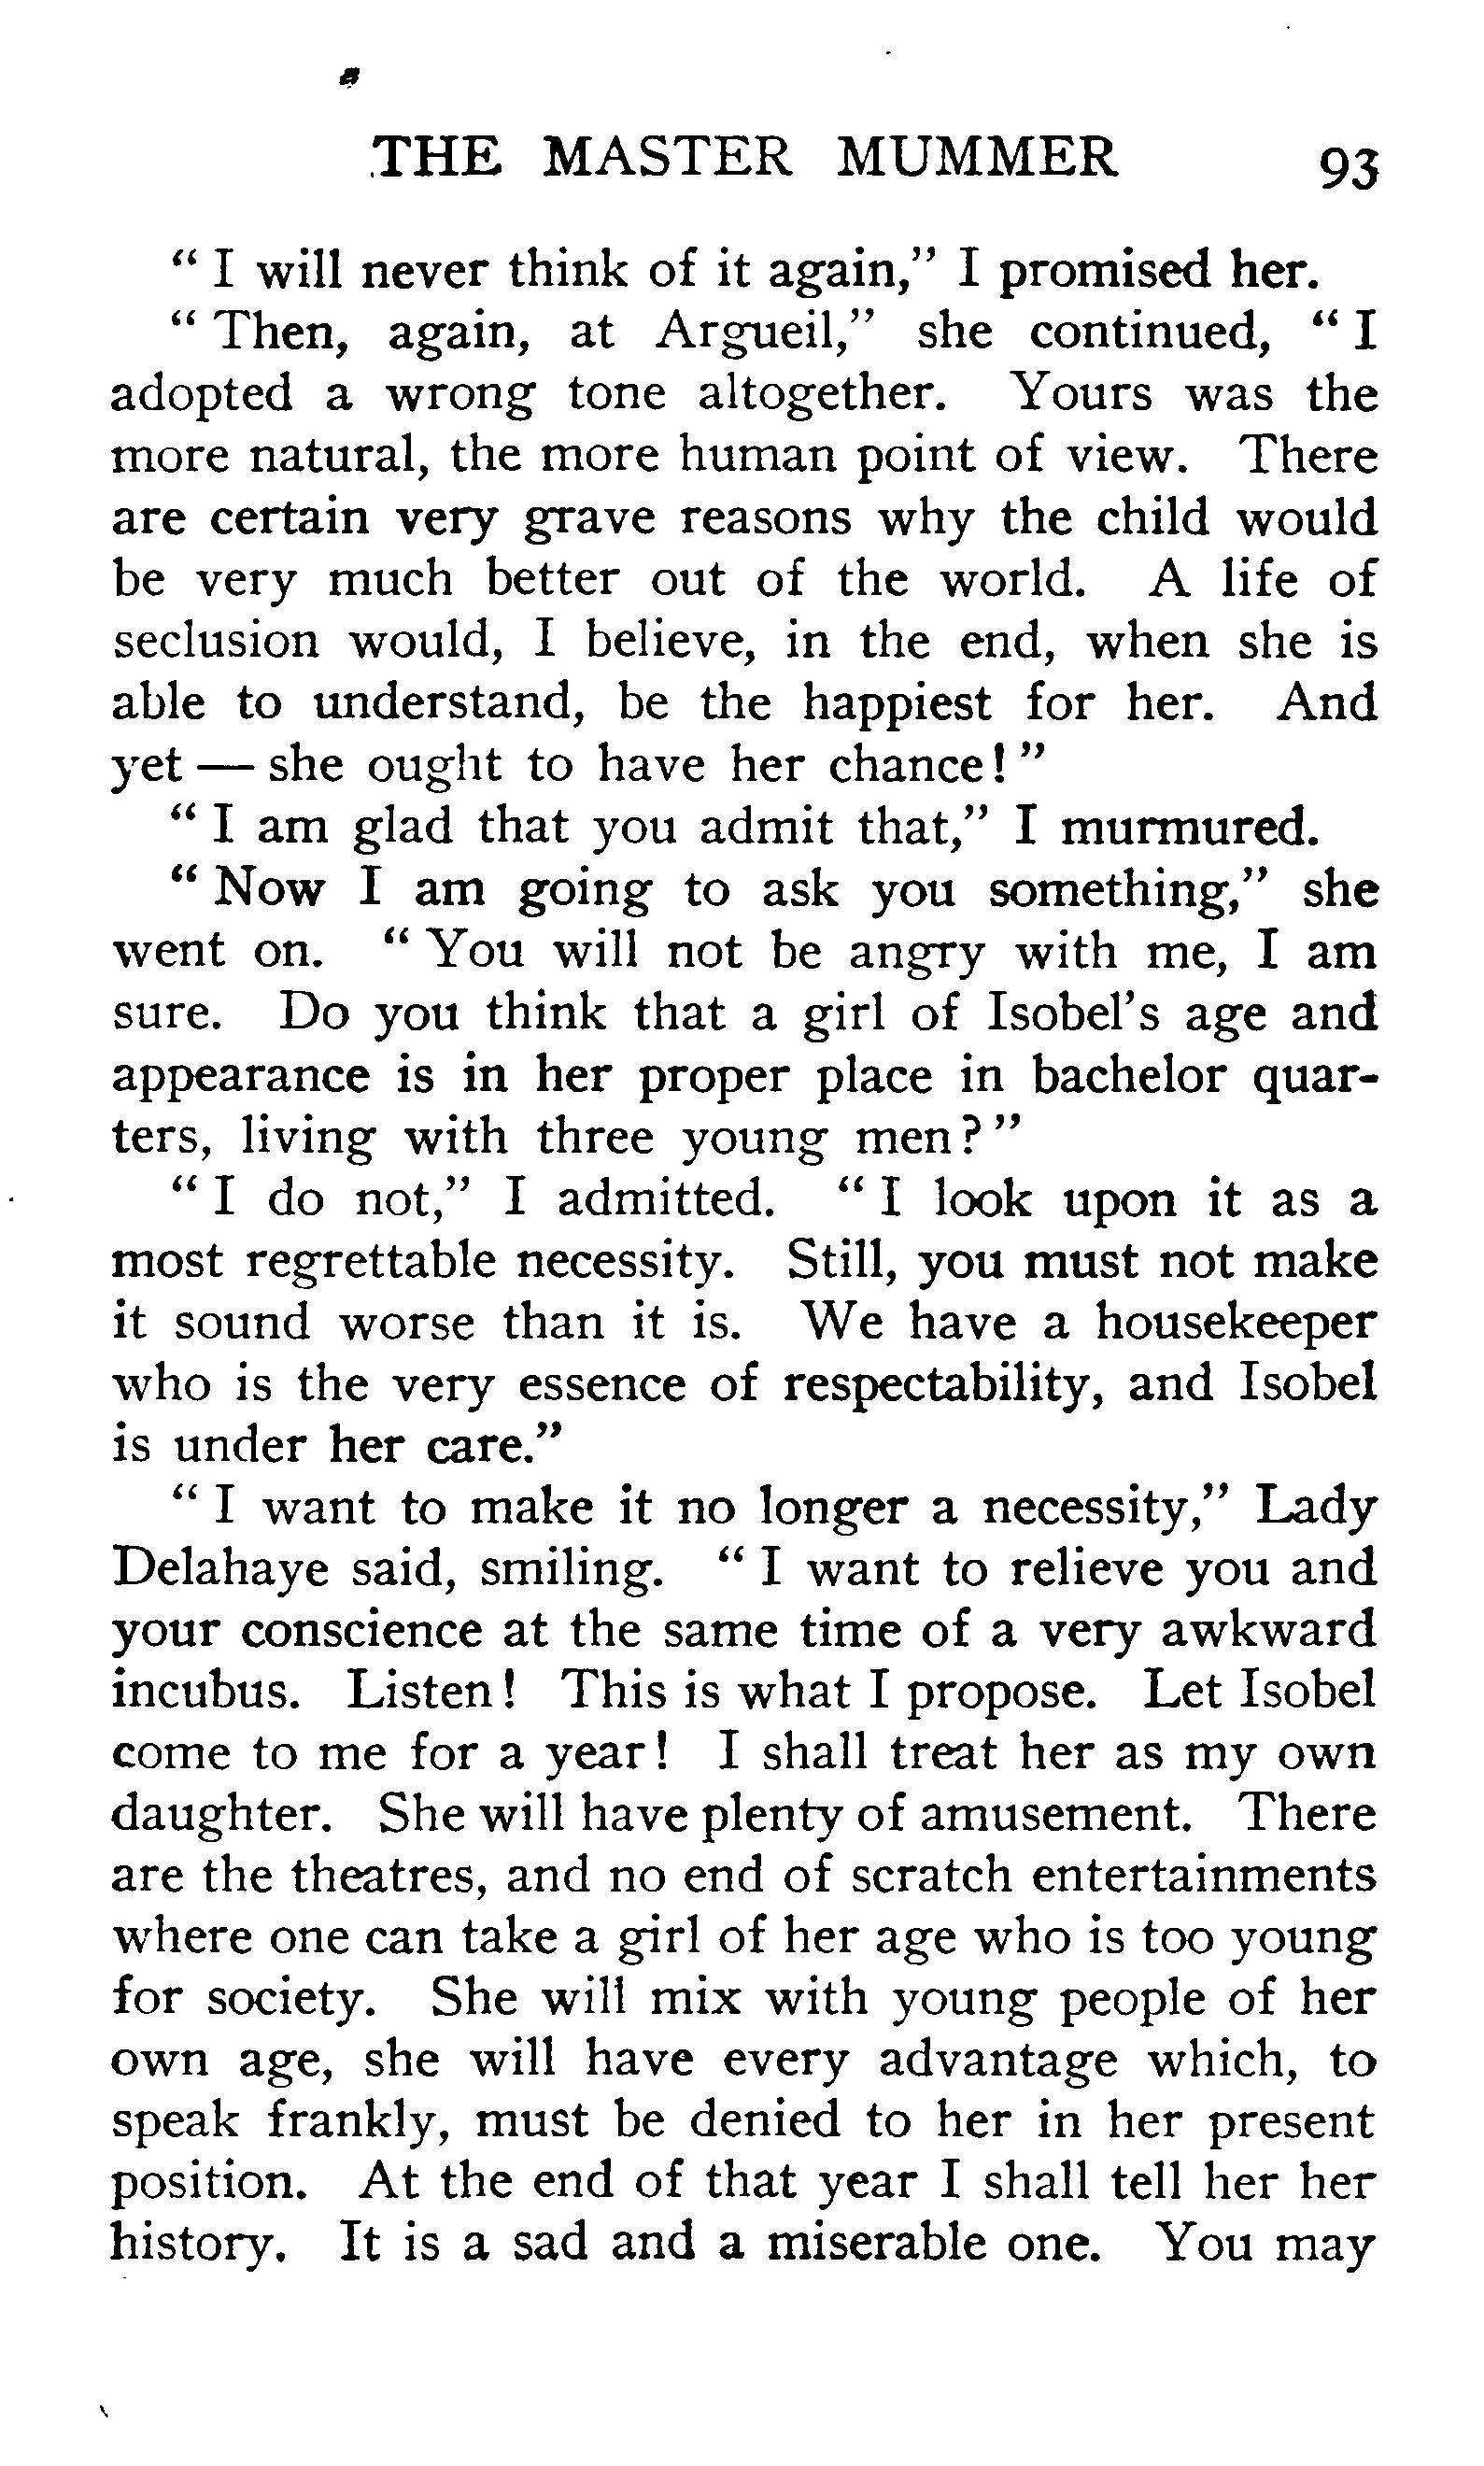 THE MASTER MUMMER 93
" I will never think of it again," I promised her.
" Then, again, at Argueil," she continued, " I
adopted a wrong tone altogether. Yours was the
more natural, the more human point of view. There
are certain very grave reasons why the child would
be very much better out of the world. A life of
seclusion would, I believe, in the end, when she is
able to understand, be the happiest for her. And
yet — she ought to have her chance! "
" I am glad that you admit that," I murmured.
" Now I am going to ask you something," she
went on. " You will not be angry with me, I am
sure. Do you think that a girl of Isobel's age and
appearance is in her proper place in bachelor quar-
ters, living with three young men? "
" I do not," I admitted. " I look upon it as a
most regrettable necessity. Still, you must not make
it sound worse than it is. We have a housekeeper
who is the very essence of respectability, and Isobel
is under her care."
" I want to make it no longer a necessity," Lady
Delahaye said, smiling. " I want to relieve you and
your conscience at the same time of a very awkward
incubus. Listen! This is what I propose. Let Isobel
come to me for a year! I shall treat her as my own
daughter. She will have plenty of amusement. There
are the theatres, and no end of scratch entertainments
where one can take a girl of her age who is too young
for society. She will mix with young people of her
own age, she will have every advantage which, to
speak frankly, must be denied to her in her present
position. At the end of that year I shall tell her her
history. It is a sad and a miserable one. You may